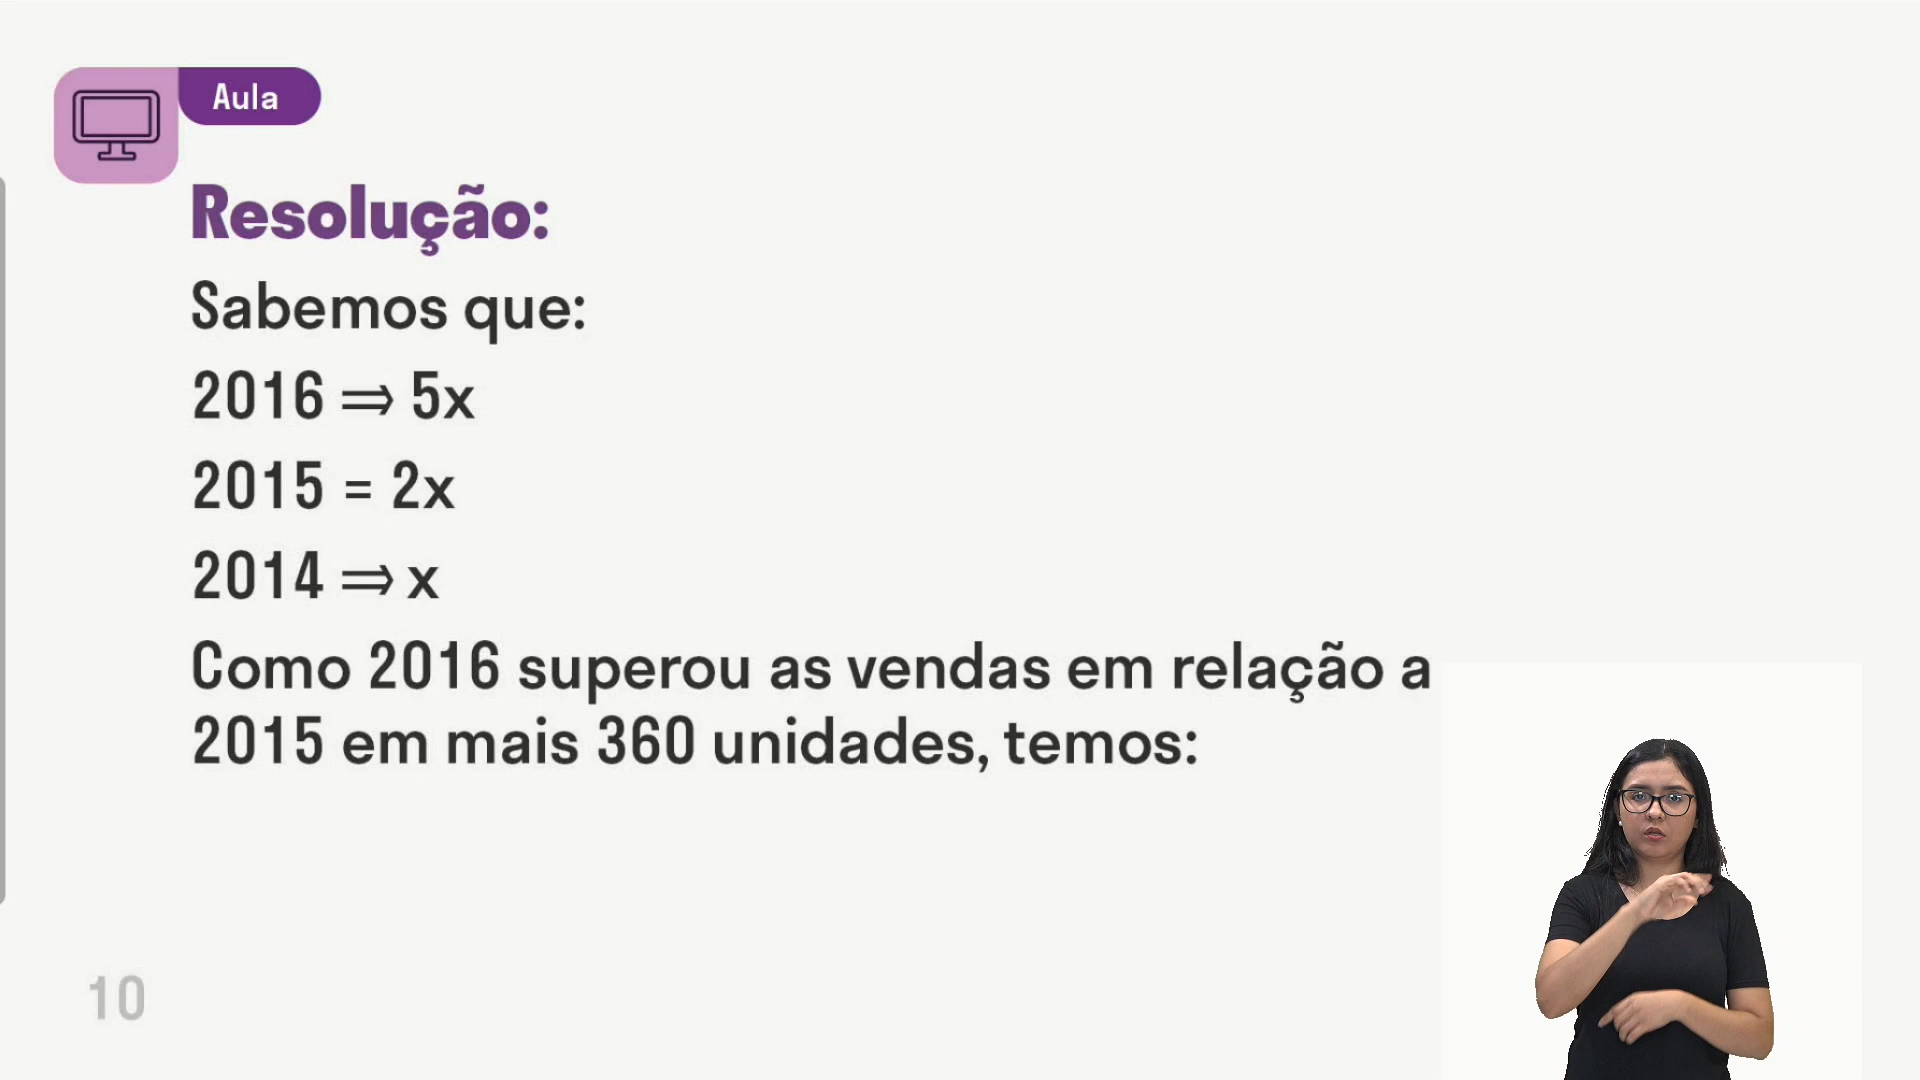 Aula
Resolução:
Sabemos que:
2016 ⇒ 5x
2015 = 2x
2014 ⇒ x
Como 2016 superou as vendas em relação a
2015 em mais 360 unidades, temos:
10